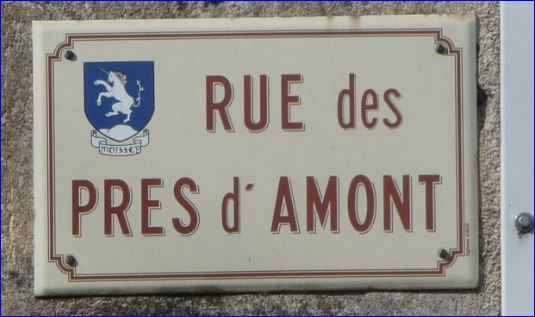 RUE des
MOISSEY
PRES d'AMONT